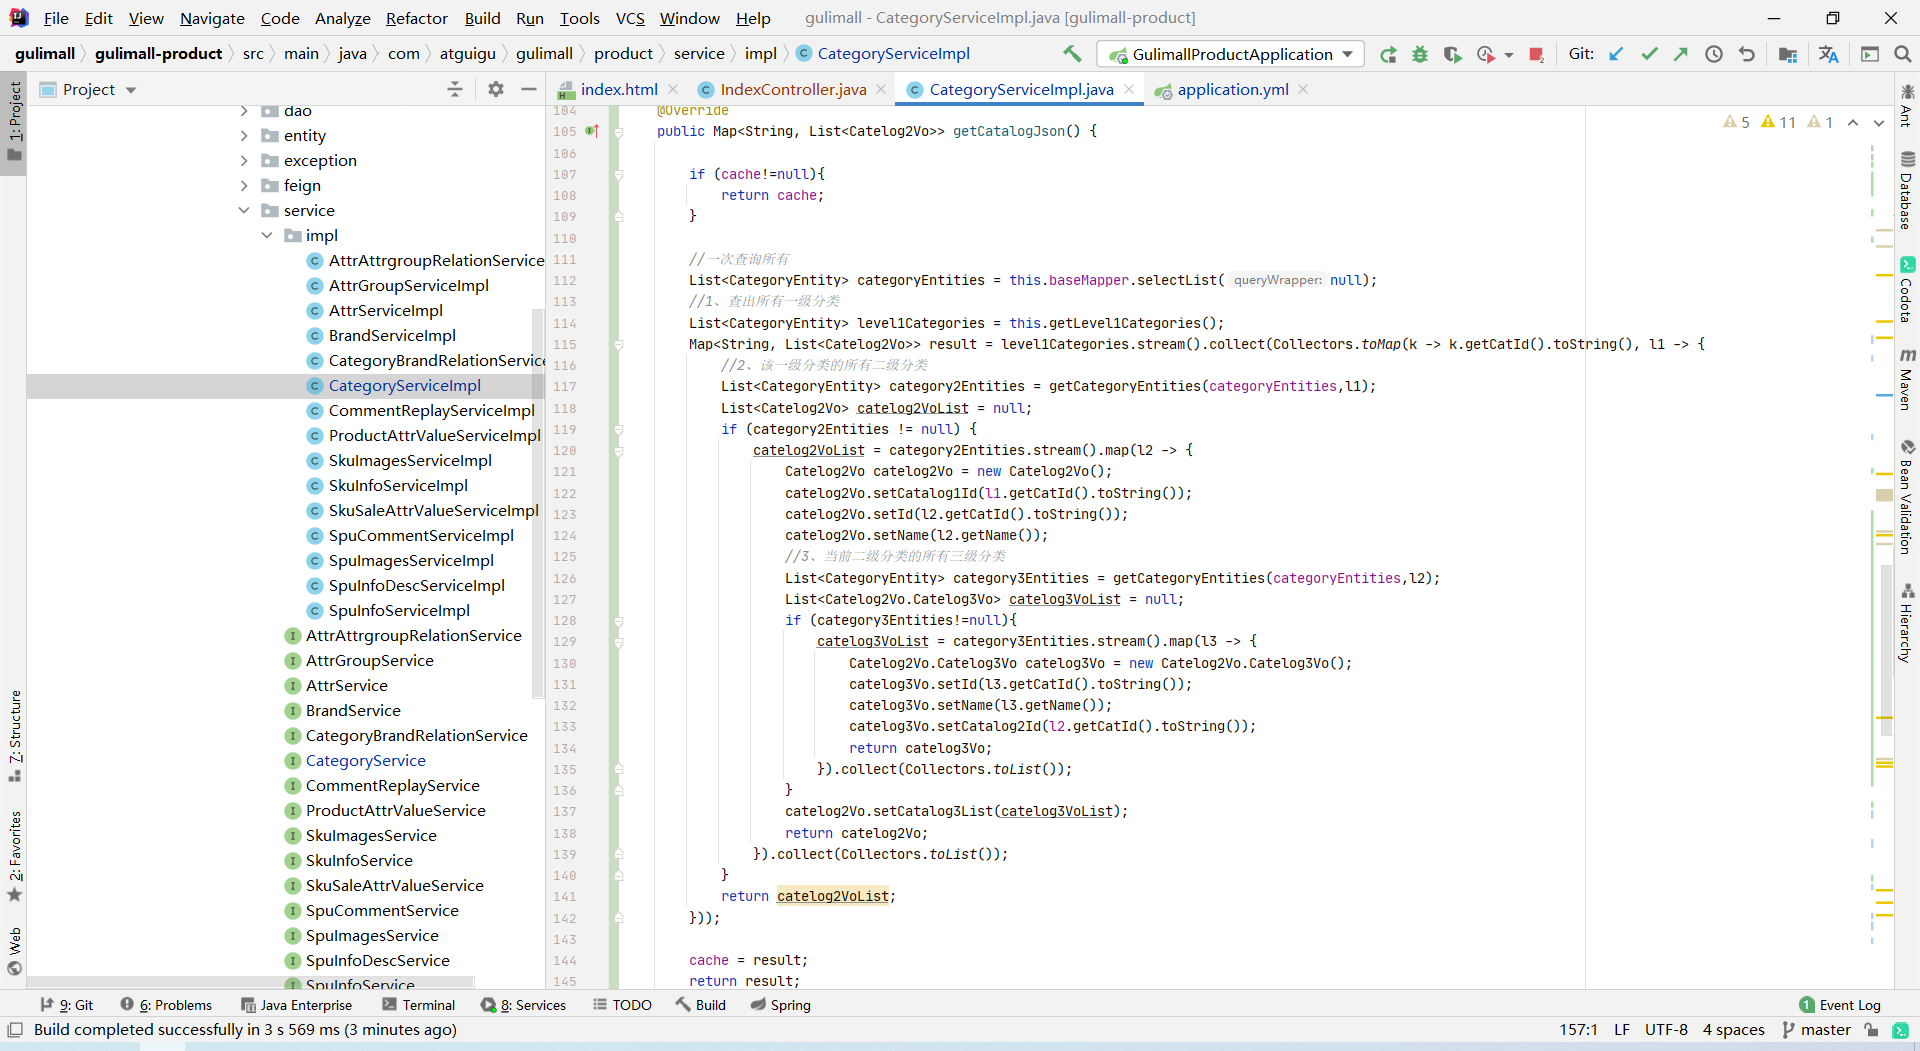 File Edit View Navigate Code Analyze Refactor Build Run Tools VCS Window Help gulimall - CategoryServiceImpl.java [gulimall-product]
gulimall gulimall-product src main java com atguigu gulimall product service impl CategoryServiceImpl GulimallProductApplication Git:
Project
index.html IndexController.java CategoryServiceImpl.java application.yml
1: Project
7: Structure
2: Favorites
Web
dao
entity
exception
feign
service
impl
AttrAttrgroupRelationService
AttrGroupServiceImpl
AttrServiceImpl
BrandServiceImpl
CategoryBrandRelationService
CategoryServiceImpl
CommentReplayServiceImpl
ProductAttrValueServiceImpl
SkuImagesServiceImpl
SkuInfoServiceImpl
SkuSaleAttrValueServiceImpl
SpuCommentServiceImpl
SpuImagesServiceImpl
SpuInfoDescServiceImpl
SpuInfoServiceImpl
AttrAttrgroupRelationService
AttrGroupService
AttrService
BrandService
CategoryBrandRelationService
CategoryService
CommentReplayService
ProductAttrValueService
SkuImagesService
SkuInfoService
SkuSaleAttrValueService
SpuCommentService
SpuImagesService
SpuInfoDescService
SpuInfoService
5 11 1
104 @Override
105 public Map<String, List<Catelog2Vo>> getCatalogJson() {
106
107 if (cache!=null){
108 return cache;
109 }
110
111 //一次查询所有
112 List<CategoryEntity> categoryEntities = this.baseMapper.selectList( queryWrapper: null);
113 //1、查出所有一级分类
114 List<CategoryEntity> level1Categories = this.getLevel1Categories();
115 Map<String, List<Catelog2Vo>> result = level1Categories.stream().collect(Collectors.toMap(k -> k.getCatId().toString(), l1 -> {
116 //2、该一级分类的所有二级分类
117 List<CategoryEntity> category2Entities = getCategoryEntities(categoryEntities,l1);
118 List<Catelog2Vo> catelog2VoList = null;
119 if (category2Entities != null) {
120 catelog2VoList = category2Entities.stream().map(l2 -> {
121 Catelog2Vo catelog2Vo = new Catelog2Vo();
122 catelog2Vo.setCatalog1Id(l1.getCatId().toString());
123 catelog2Vo.setId(l2.getCatId().toString());
124 catelog2Vo.setName(l2.getName());
125 //3、当前二级分类的所有三级分类
126 List<CategoryEntity> category3Entities = getCategoryEntities(categoryEntities,l2);
127 List<Catelog2Vo.Catelog3Vo> catelog3VoList = null;
128 if (category3Entities!=null){
129 catelog3VoList = category3Entities.stream().map(l3 -> {
130 Catelog2Vo.Catelog3Vo catelog3Vo = new Catelog2Vo.Catelog3Vo();
131 catelog3Vo.setId(l3.getCatId().toString());
132 catelog3Vo.setName(l3.getName());
133 catelog3Vo.setCatalog2Id(l2.getCatId().toString());
134 return catelog3Vo;
135 }).collect(Collectors.toList());
136 }
137 catelog2Vo.setCatalog3List(catelog3VoList);
138 return catelog2Vo;
139 }).collect(Collectors.toList());
140 }
141 return catelog2VoList;
142 }));
143
144 cache = result;
145 return result;
Ant
Database
Codota
Maven
Bean Validation
Hierarchy
9: Git 6: Problems Java Enterprise Terminal 8: Services TODO Build Spring 1 Event Log
Build completed successfully in 3 s 569 ms (3 minutes ago) 157:1 LF UTF-8 4 spaces master